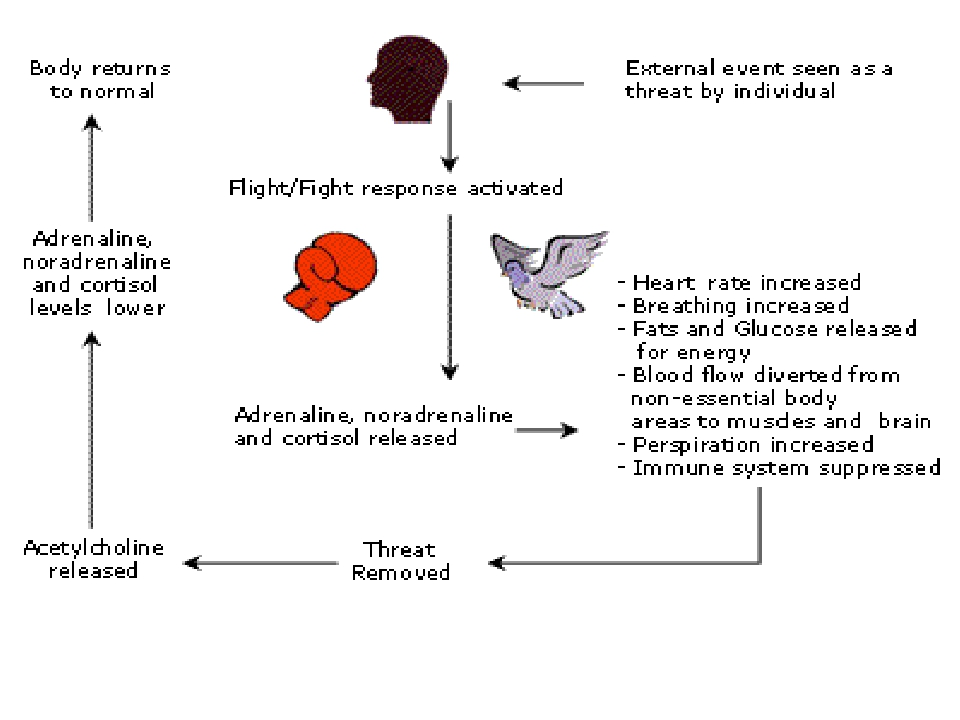 External event seen as a
threat by individual
Flight/Fight response activated
Adrenaline, noradrenaline
and cortisol released
- Heart rate increased
- Breathing increased
- Fats and Glucose released
for energy
- Blood flow diverted from
non-essential body
areas to muscles and brain
- Perspiration increased
- Immune system suppressed
Threat
Removed
Acetylcholine
released
Adrenaline,
noradrenaline
and cortisol
levels lower
Body returns
to normal